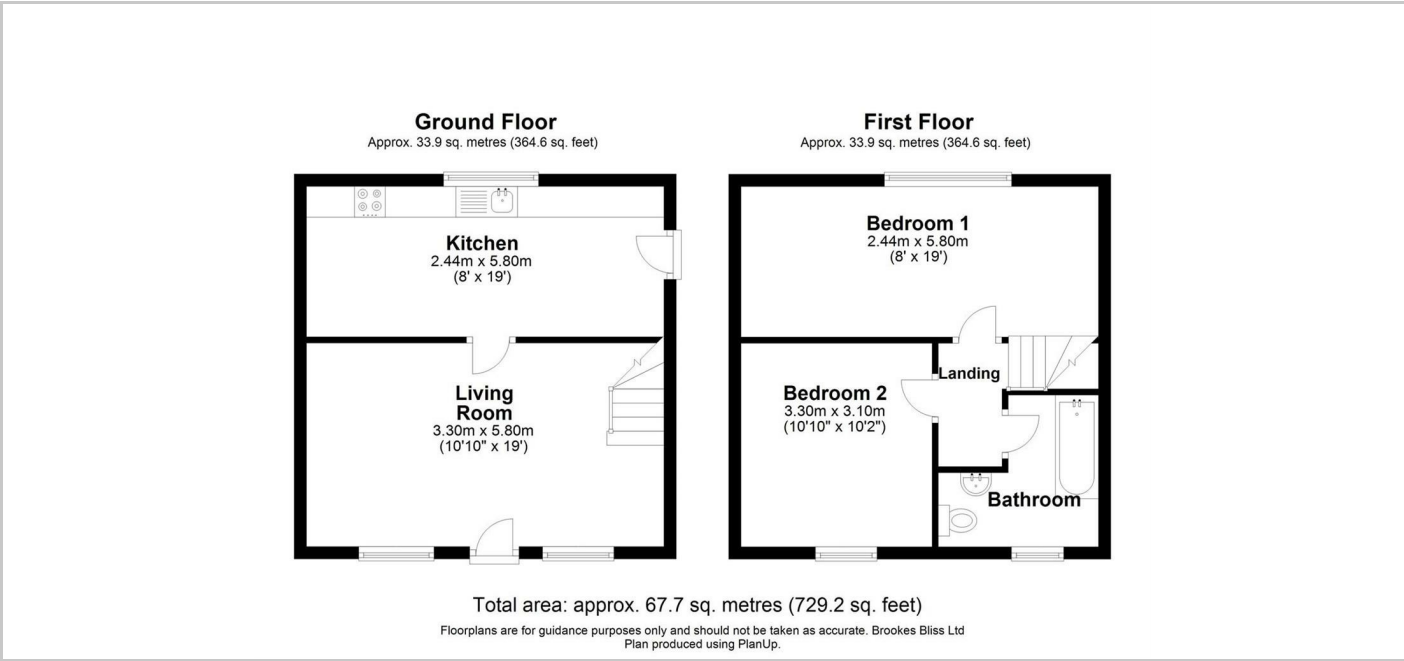 Ground Floor
Approx. 33.9 sq. metres (364.6 sq. feet)
Kitchen
2.44m x 5.80m
(8' x 19')
Living
Room
3.30m x 5.80m
(10'10" x 19')
First Floor
Approx. 33.9 sq. metres (364.6 sq. feet)
Bedroom 1
2.44m x 5.80m
(8' x 19')
Landing
Bedroom 2
3.30m x 3.10m
(10'10" x 10'2")
Bathroom
Total area: approx. 67.7 sq. metres (729.2 sq. feet)
Floorplans are for guidance purposes only and should not be taken as accurate. Brookes Bliss Ltd
Plan produced using PlanUp.